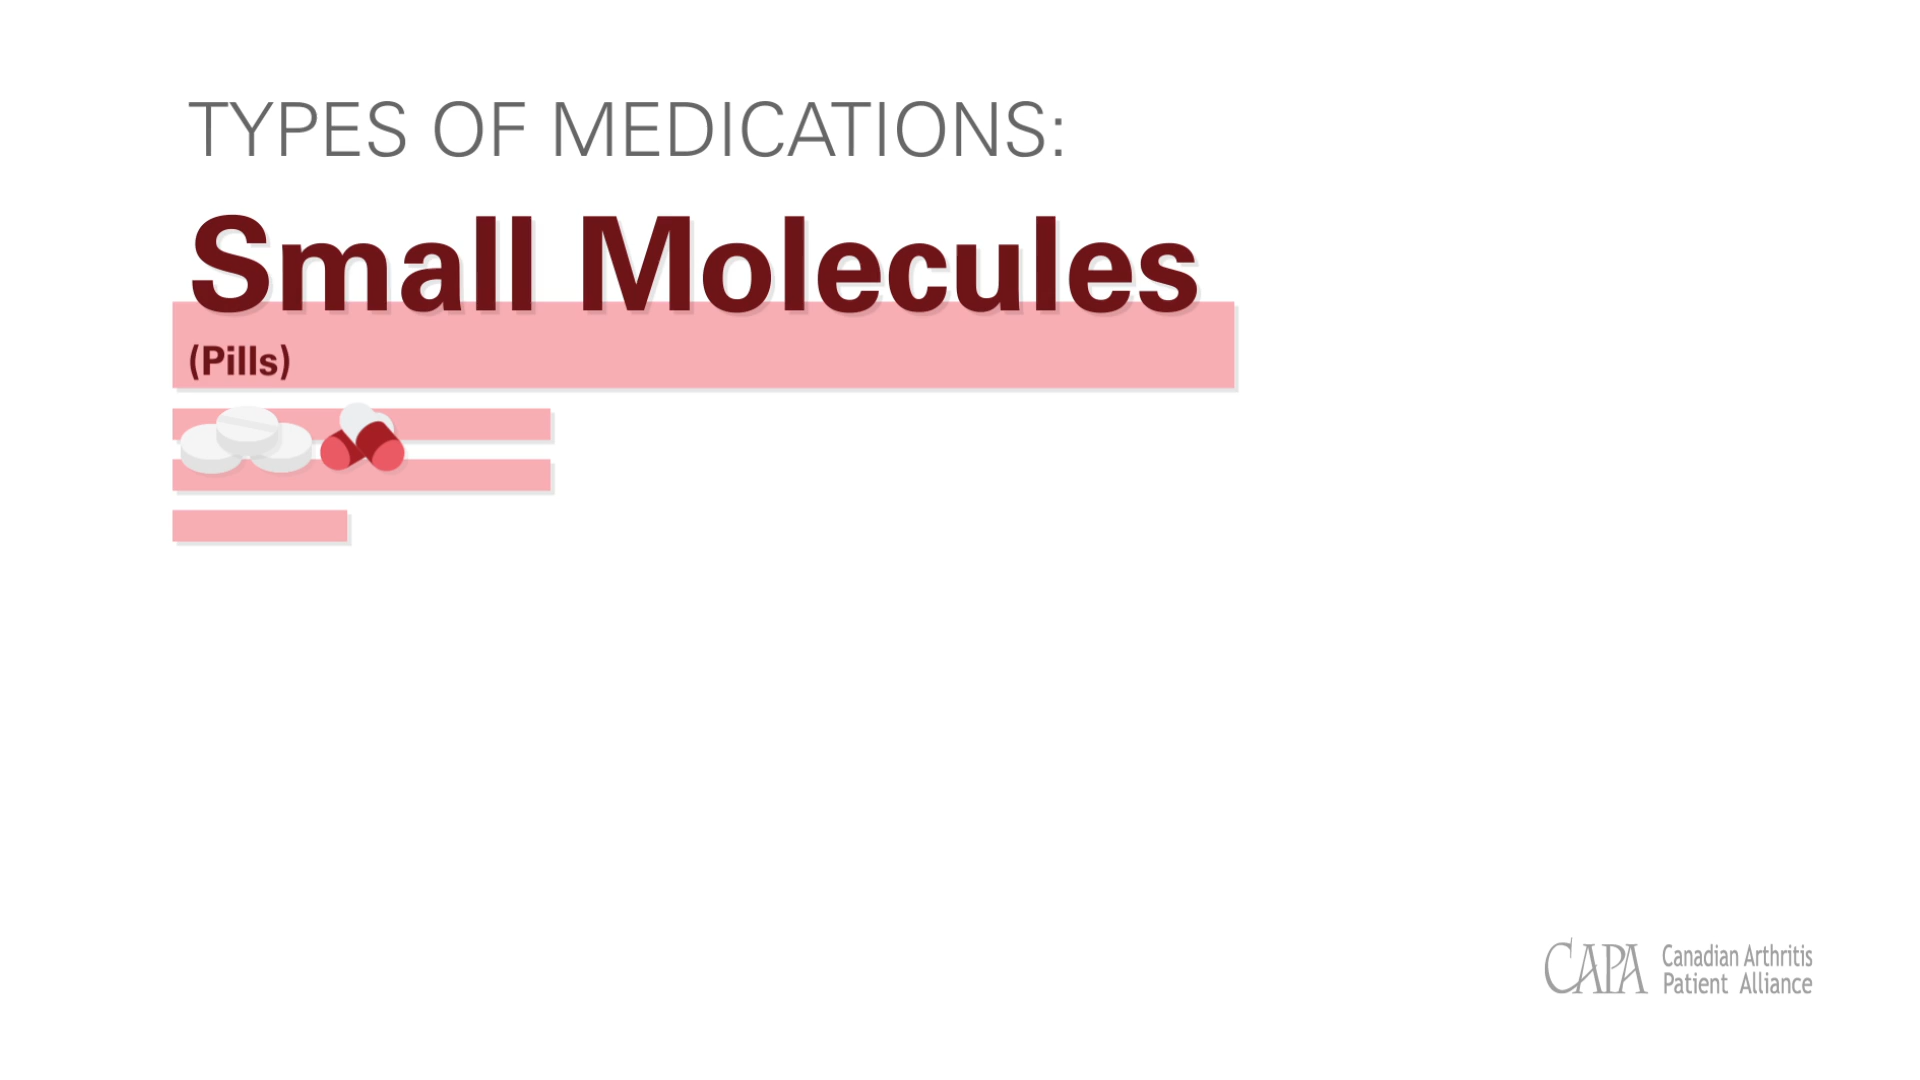 TYPES OF MEDICATIONS:
Small Molecules
(Pills)
CAPA
Canadian Arthritis
Patient Alliance